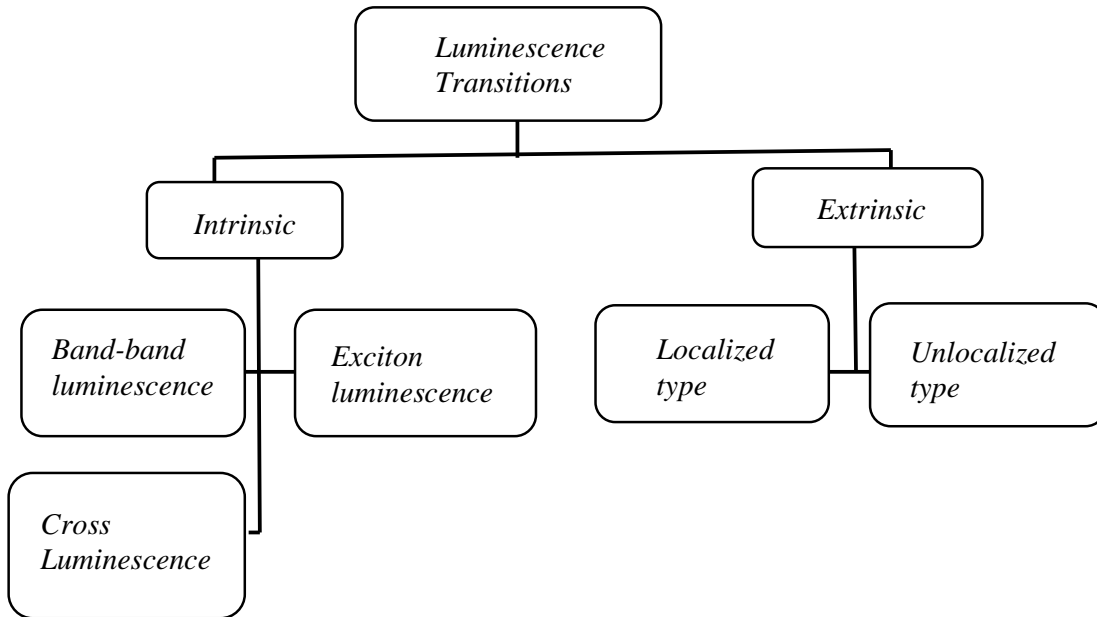 Luminescence
Transitions
Intrinsic
Extrinsic
Band-band
luminescence
Exciton
luminescence
Localized
type
Unlocalized
type
Cross
Luminescence